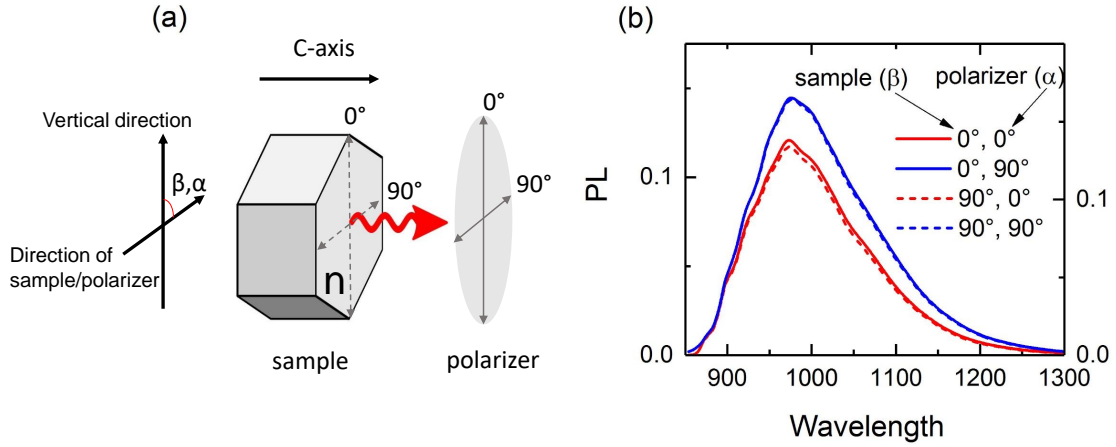 (a)
C-axis
Vertical direction
β,α
Direction of
sample/polarizer
0°
90°
n
sample
0°
90°
polarizer
(b)
sample (β) polarizer (α)
0°, 0°
0°, 90°
90°, 0°
90°, 90°
PL
0.1
0.0
0.1
0.0
900 1000 1100 1200 1300
Wavelength